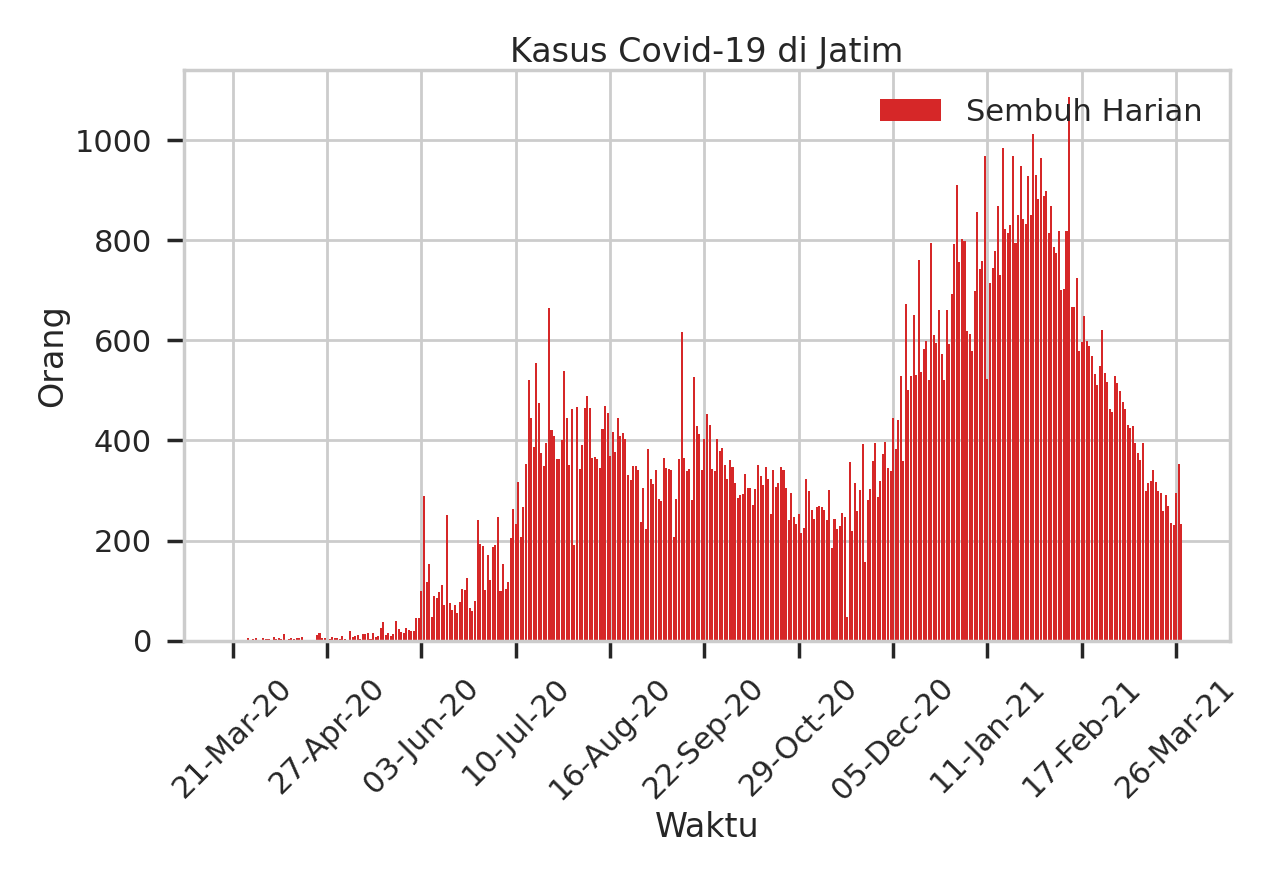 Kasus Covid-19 di Jatim
Sembuh Harian
Orang
1000
800
600
400
200
0
21-Mar-20
27-Apr-20
03-Jun-20
10-Jul-20
16-Aug-20
22-Sep-20
29-Oct-20
05-Dec-20
11-Jan-21
17-Feb-21
26-Mar-21
Waktu